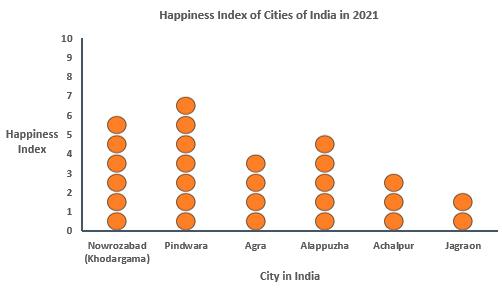 Happiness Index of Cities of India in 2021
10
9
8
7
6
5
4
3
2
1
0
Happiness
Index
Nowrozabad
(Khodargama)
Pindwara
Agra
Alappuzha
Achalpur
Jagraon
City in India